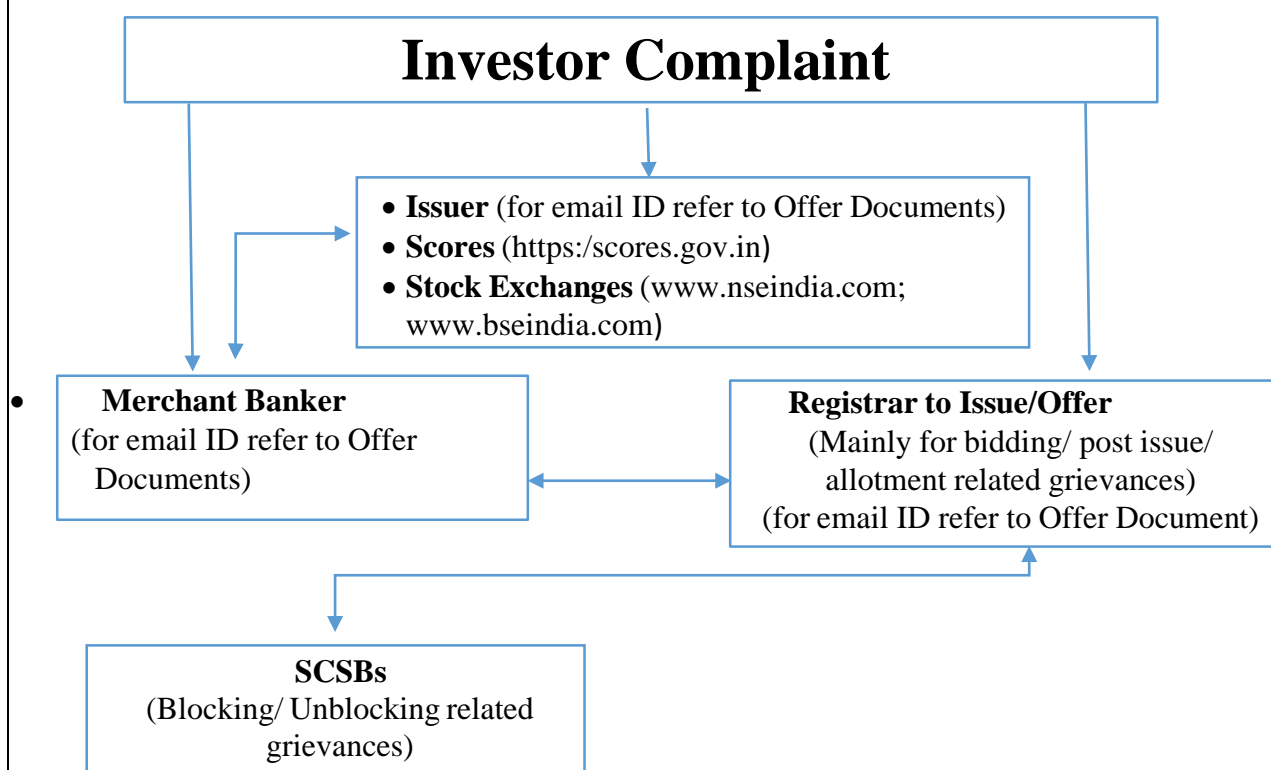 Investor Complaint
• Issuer (for email ID refer to Offer Documents)
• Scores (https:/scores.gov.in)
• Stock Exchanges (www.nseindia.com;
www.bseindia.com)
• Merchant Banker
(for email ID refer to Offer
Documents)
Registrar to Issue/Offer
(Mainly for bidding/ post issue/
allotment related grievances)
(for email ID refer to Offer Document)
SCSBs
(Blocking/ Unblocking related
grievances)